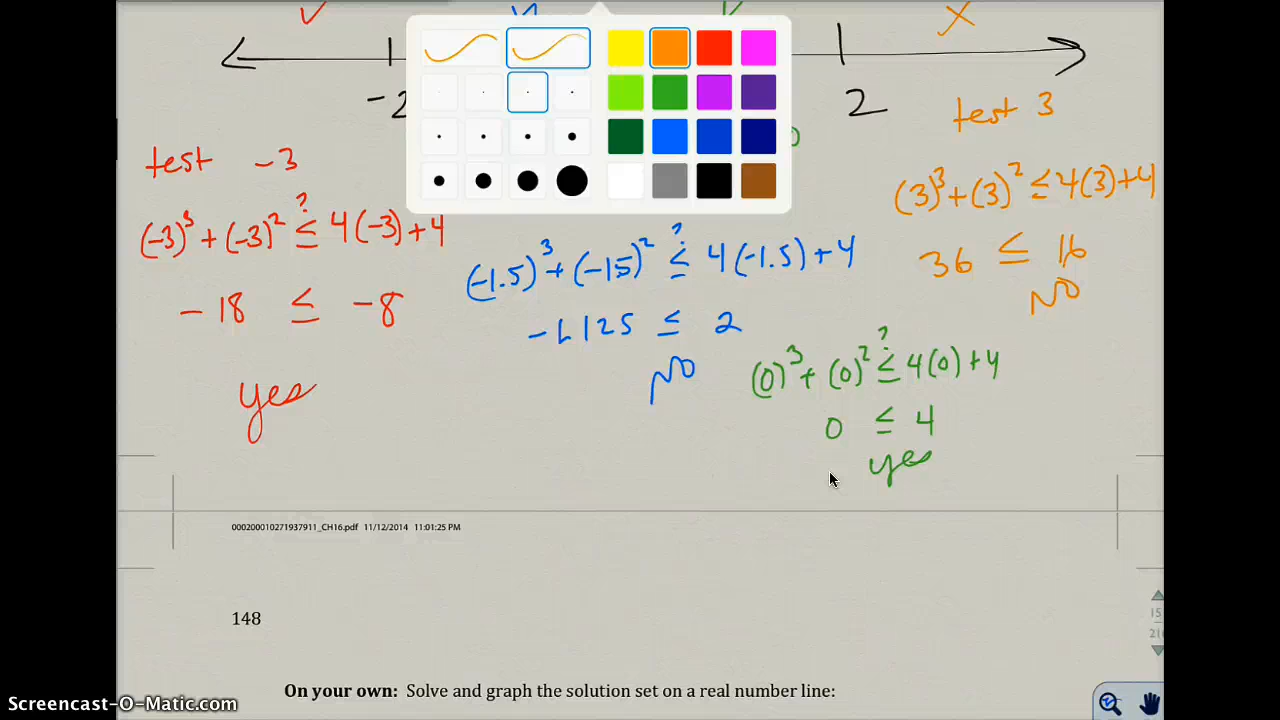 -2
2
test 3
test -3
(3)³+(3)² ≤ 4(3)+4
(-3)³ + (-3)² ?≤ 4(-3)+4
(-1.5)³+(-1.5)² ?≤ 4(-1.5)+4
36 ≤ 16
NO
-18 ≤ -8
-1.125 ≤ 2
NO
(0)³ + (0)² ?≤ 4(0)+4
yes
0 ≤ 4
yes
000200010271937911_CH16.pdf 11/12/2014 11:01:25 PM
148
On your own: Solve and graph the solution set on a real number line:
Screencast-O-Matic.com